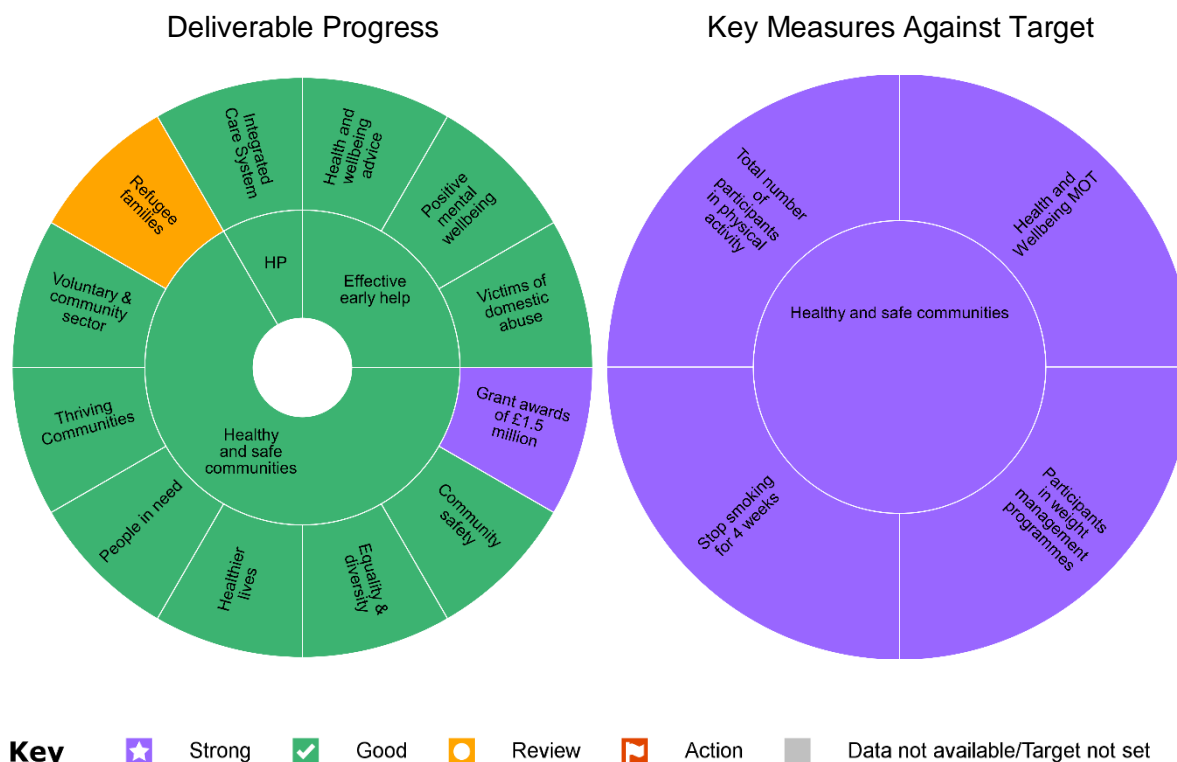 Deliverable Progress
Key Measures Against Target
Integrated
Care System
Health and
wellbeing
advice
Positive
mental
wellbeing
Victims of
domestic
abuse
Grant awards
of £1.5
million
Community
safety
Equality &
diversity
Healthier
lives
People in need
Thriving
Communities
Voluntary &
community
sector
Refugee
families
HP
Effective
early help
Healthy
and safe
communities
Total number
of
participants
in physical
activity
Health and
Wellbeing MOT
Healthy and safe communities
Stop smoking
for 4 weeks
Participants
in weight
management
programmes
Key Strong Good Review Action Data not available/Target not set